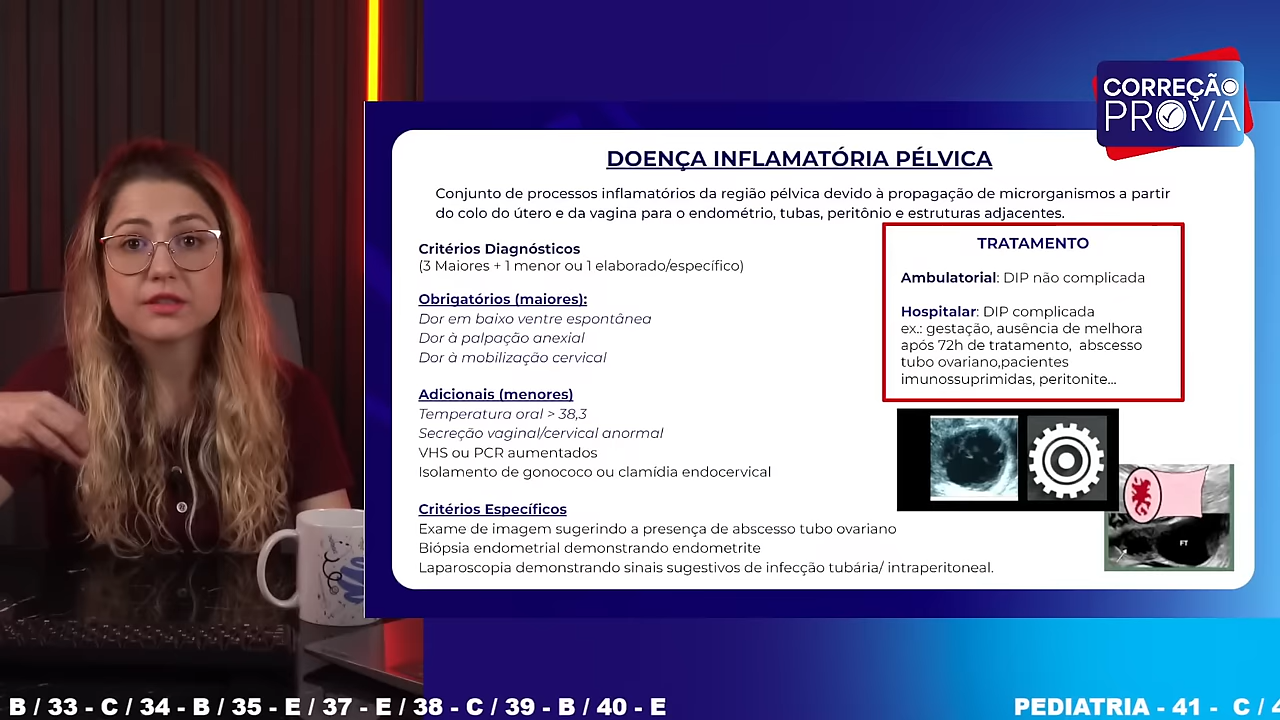 CORREÇÃO
PROVA
DOENÇA INFLAMATÓRIA PÉLVICA
Conjunto de processos inflamatórios da região pélvica devido à propagação de microrganismos a partir
do colo do útero e da vagina para o endométrio, tubas, peritônio e estruturas adjacentes.
Critérios Diagnósticos
(3 Maiores + 1 menor ou 1 elaborado/específico)
Obrigatórios (maiores):
Dor em baixo ventre espontânea
Dor à palpação anexial
Dor à mobilização cervical
Adicionais (menores)
Temperatura oral > 38,3
Secreção vaginal/cervical anormal
VHS ou PCR aumentados
Isolamento de gonococo ou clamídia endocervical
Critérios Específicos
Exame de imagem sugerindo a presença de abscesso tubo ovariano
Biópsia endometrial demonstrando endometrite
Laparoscopia demonstrando sinais sugestivos de infecção tubária/ intraperitoneal.
TRATAMENTO
Ambulatorial: DIP não complicada
Hospitalar: DIP complicada
ex.: gestação, ausência de melhora
após 72h de tratamento, abscesso
tubo ovariano,pacientes
imunossuprimidas, peritonite...
FT
B / 33 - C / 34 - B / 35 - E / 37 - E / 38 - C / 39 - B / 40 - E
PEDIATRIA - 41 - C / 4